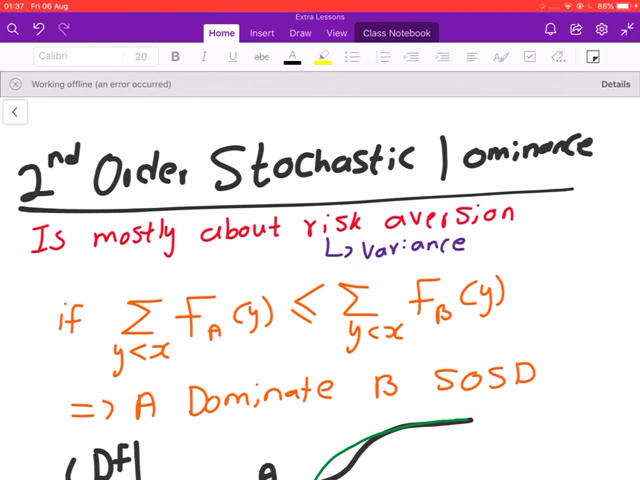 01:37 Fri 06 Aug
86%
Extra Lessons
Home Insert Draw View Class Notebook
Calibri 20 B I U abc A
Working offline (an error occurred) Details
2nd Order Stochastic Dominance
Is mostly about risk aversion
↳ Variance
if ∑ F_A (y) ≤ ∑ F_B (y)
y<x y<x
=> A Dominate B SOSD
CDF
A